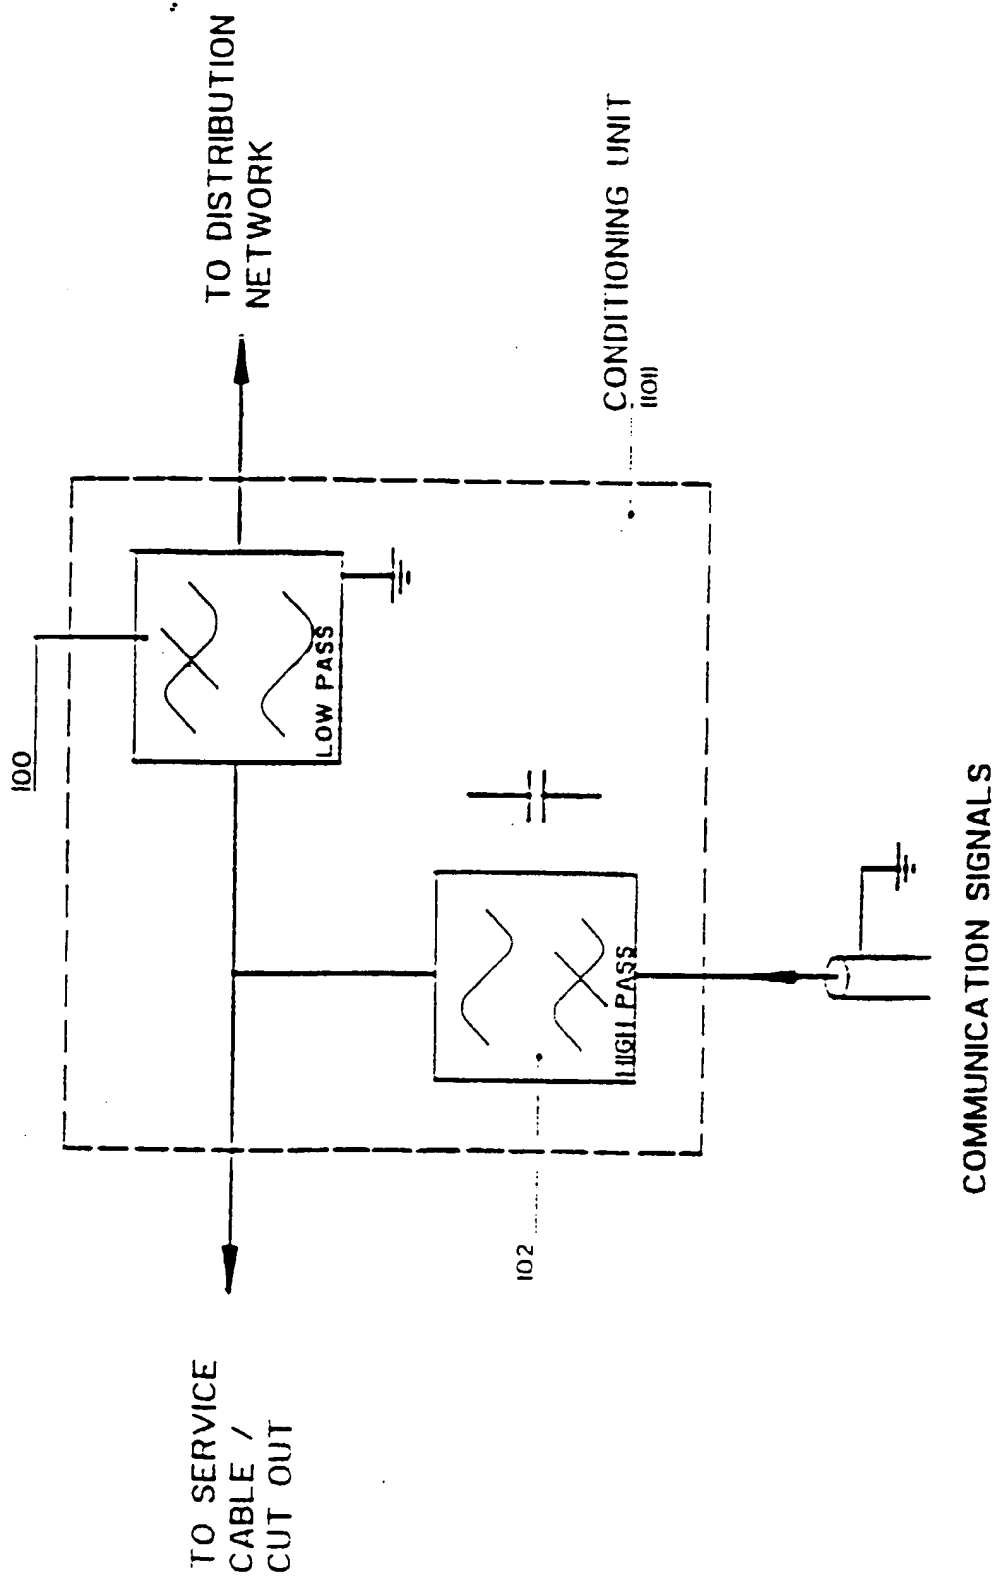 100
TO SERVICE
CABLE /
CUT OUT
TO DISTRIBUTION
NETWORK
LOW PASS
HIGH PASS
102
CONDITIONING UNIT
COMMUNICATION SIGNALS